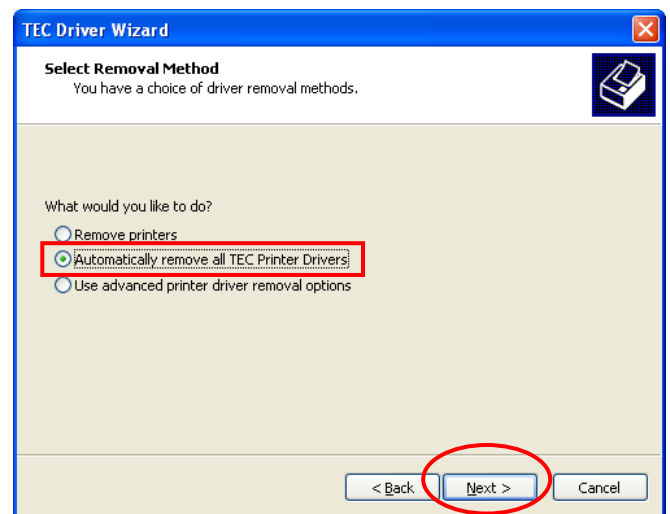 TEC Driver Wizard
Select Removal Method
You have a choice of driver removal methods.
What would you like to do?
Remove printers
Automatically remove all TEC Printer Drivers
Use advanced printer driver removal options
< Back Next > Cancel